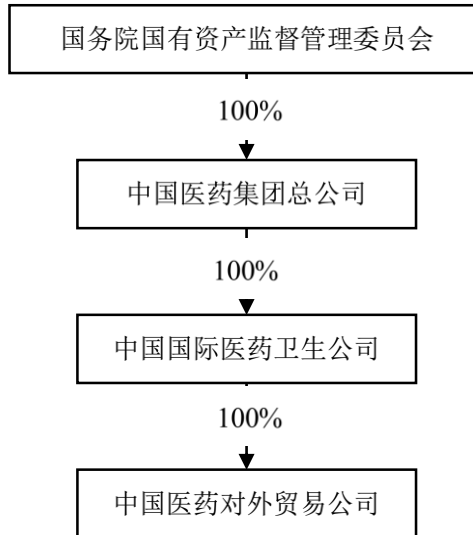 国务院国有资产监督管理委员会
100%
中国医药集团总公司
100%
中国国际医药卫生公司
100%
中国医药对外贸易公司